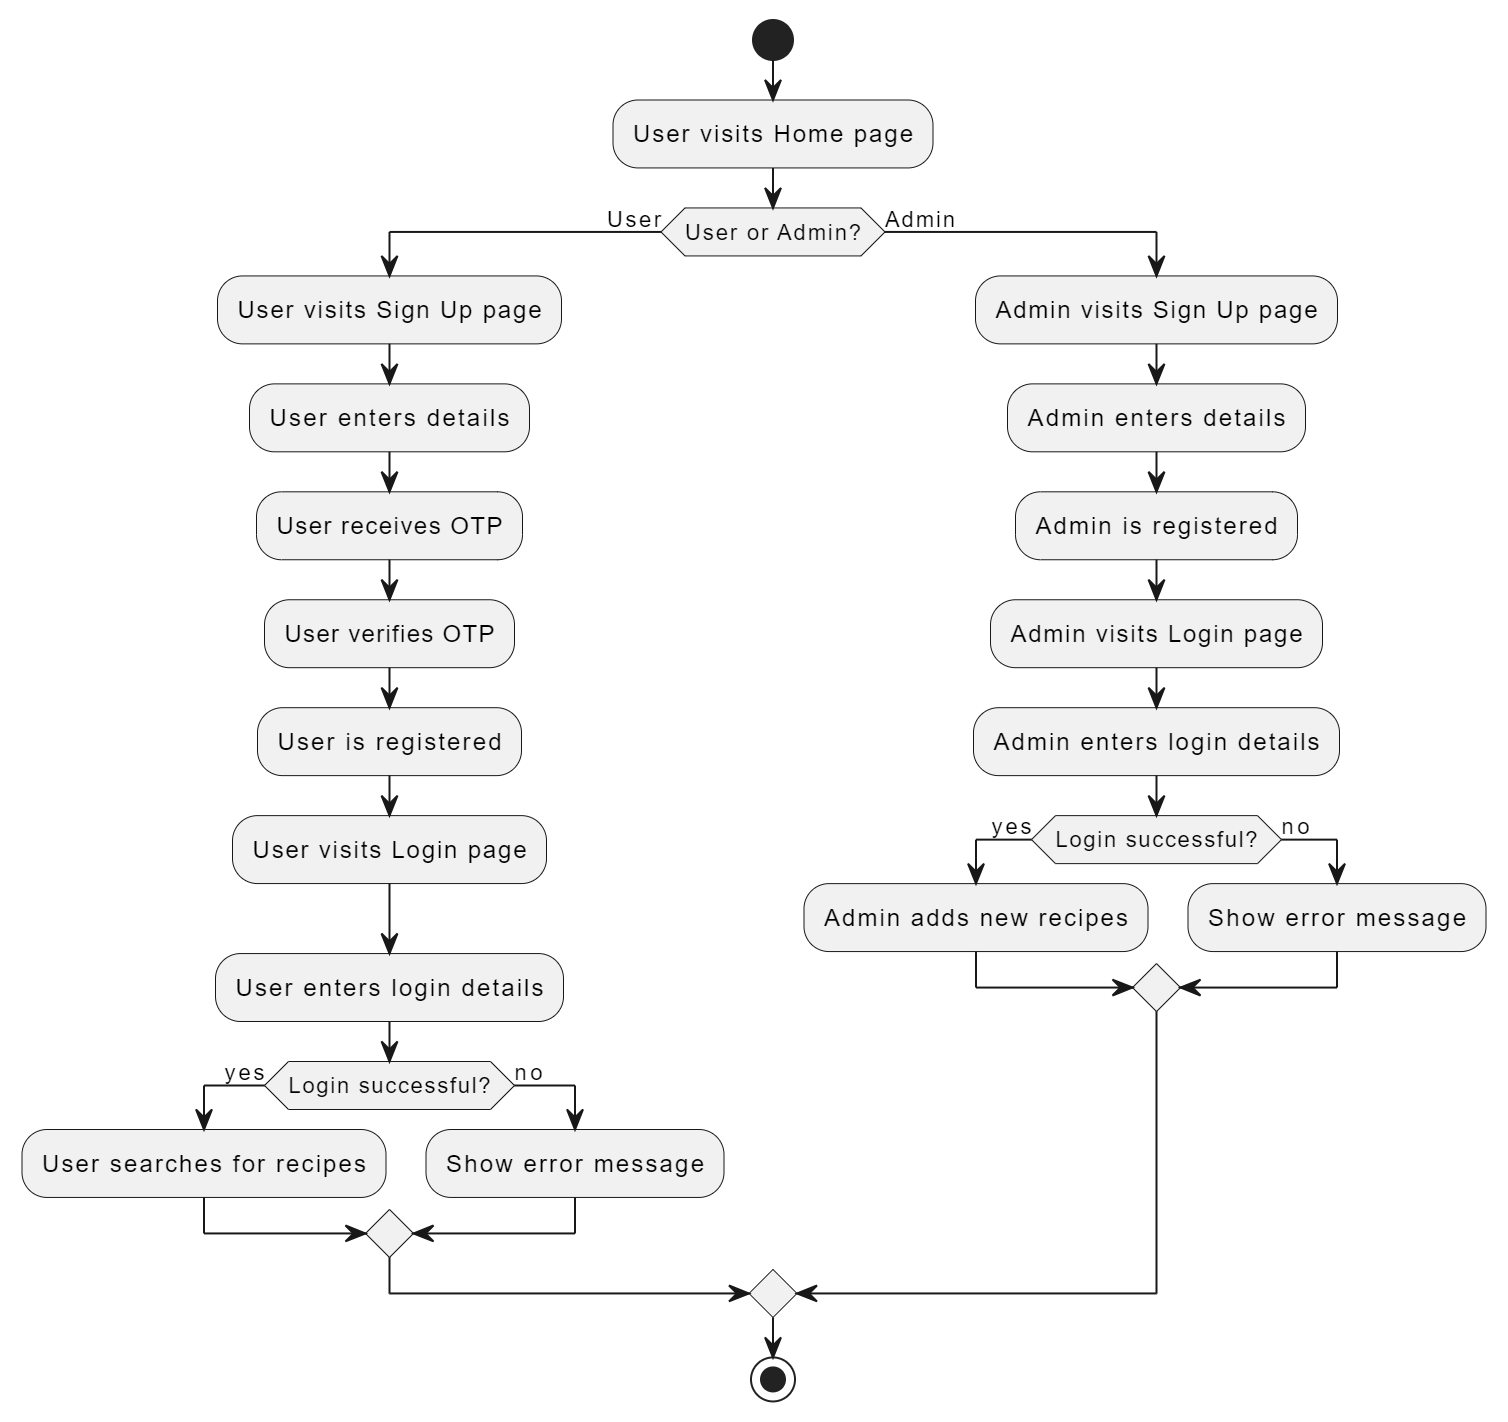 User visits Home page
User
User or Admin?
Admin
User visits Sign Up page
User enters details
User receives OTP
User verifies OTP
User is registered
User visits Login page
User enters login details
yes
Login successful?
no
User searches for recipes
Show error message
Admin visits Sign Up page
Admin enters details
Admin is registered
Admin visits Login page
Admin enters login details
yes
Login successful?
no
Admin adds new recipes
Show error message